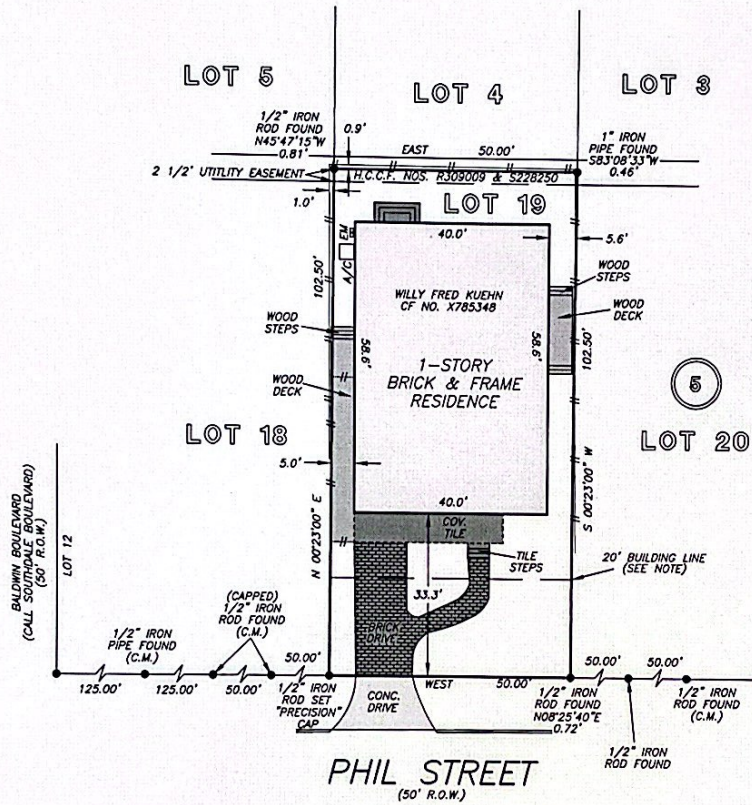 LOT 5
LOT 4
LOT 3
1/2" IRON
ROD FOUND
N45°47'15"W
0.81'
0.9'
EAST
50.00'
1" IRON
PIPE FOUND
S83°08'33"W
0.46'
2 1/2' UTITLITY EASEMENT
H.C.C.F. NOS. R309009 & S228250
LOT 19
1.0'
EM
A/C
40.0'
5.6'
102.50'
WOOD
STEPS
WOOD
DECK
WILLY FRED KUEHN
CF NO. X785348
WOOD
STEPS
58.6'
58.6'
102.50'
1-STORY
BRICK & FRAME
RESIDENCE
WOOD
DECK
5
LOT 18
LOT 20
5.0'
40.0'
N 00°23'00" E
S 00°23'00" W
COV.
TILE
TILE
STEPS
20' BUILDING LINE
(SEE NOTE)
33.3'
BRICK
DRIVE
BALDWIN BOULEVARD
(CALL SOUTHDALE BOULEVARD)
(50' R.O.W.)
LOT 12
(CAPPED)
1/2" IRON
ROD FOUND
(C.M.)
1/2" IRON
PIPE FOUND
(C.M.)
125.00'
125.00'
50.00'
50.00'
WEST
50.00'
50.00'
50.00'
1/2" IRON
ROD SET
"PRECISION"
CAP
CONC.
DRIVE
1/2" IRON
ROD FOUND
N08°25'40"E
0.72'
1/2" IRON
ROD FOUND
1/2" IRON
ROD FOUND
(C.M.)
PHIL STREET
(50' R.O.W.)